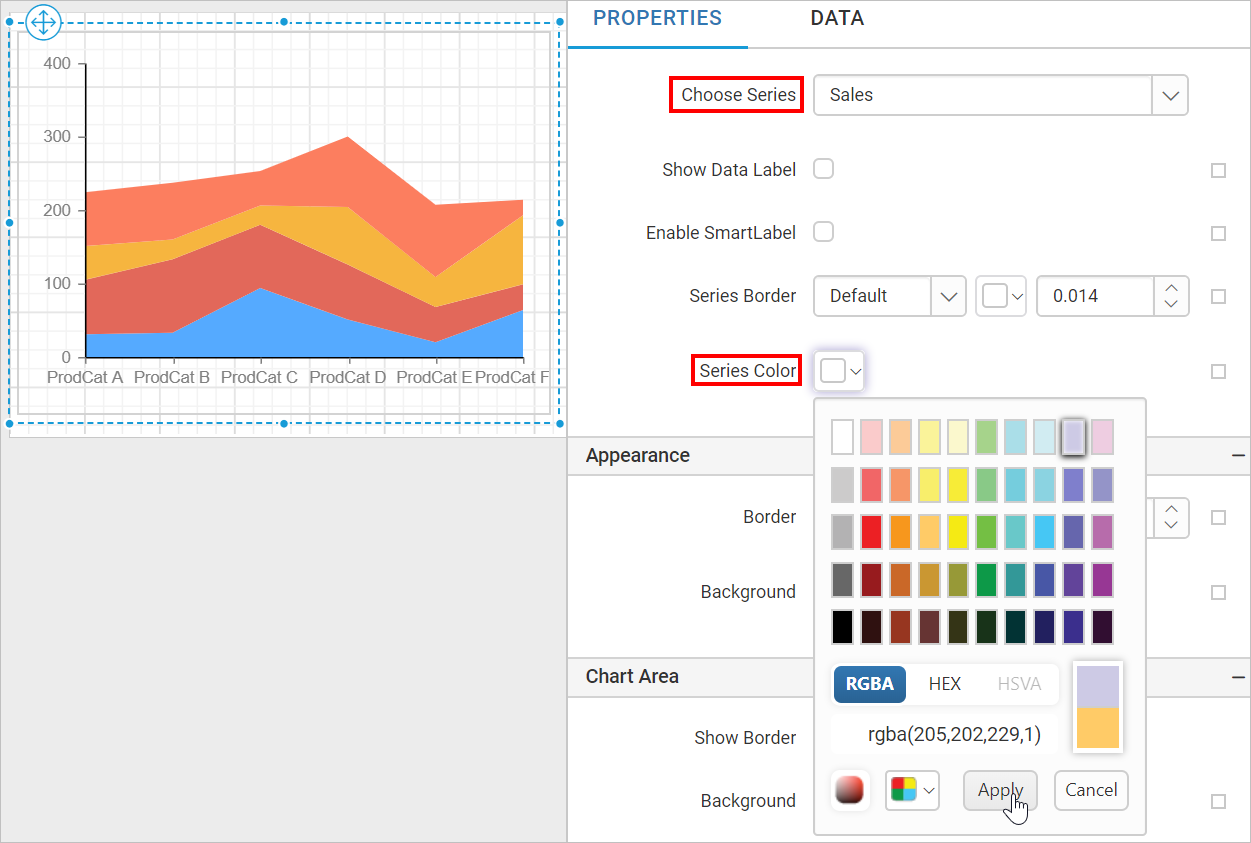 PROPERTIES DATA
400
300
200
100
0
ProdCat A ProdCat B ProdCat C ProdCat D ProdCat E ProdCat F
Choose Series Sales
Show Data Label
Enable SmartLabel
Series Border Default 0.014
Series Color
Appearance
Border
Background
Chart Area
RGBA HEX HSVA
rgba(205,202,229,1)
Show Border
Background
Apply Cancel